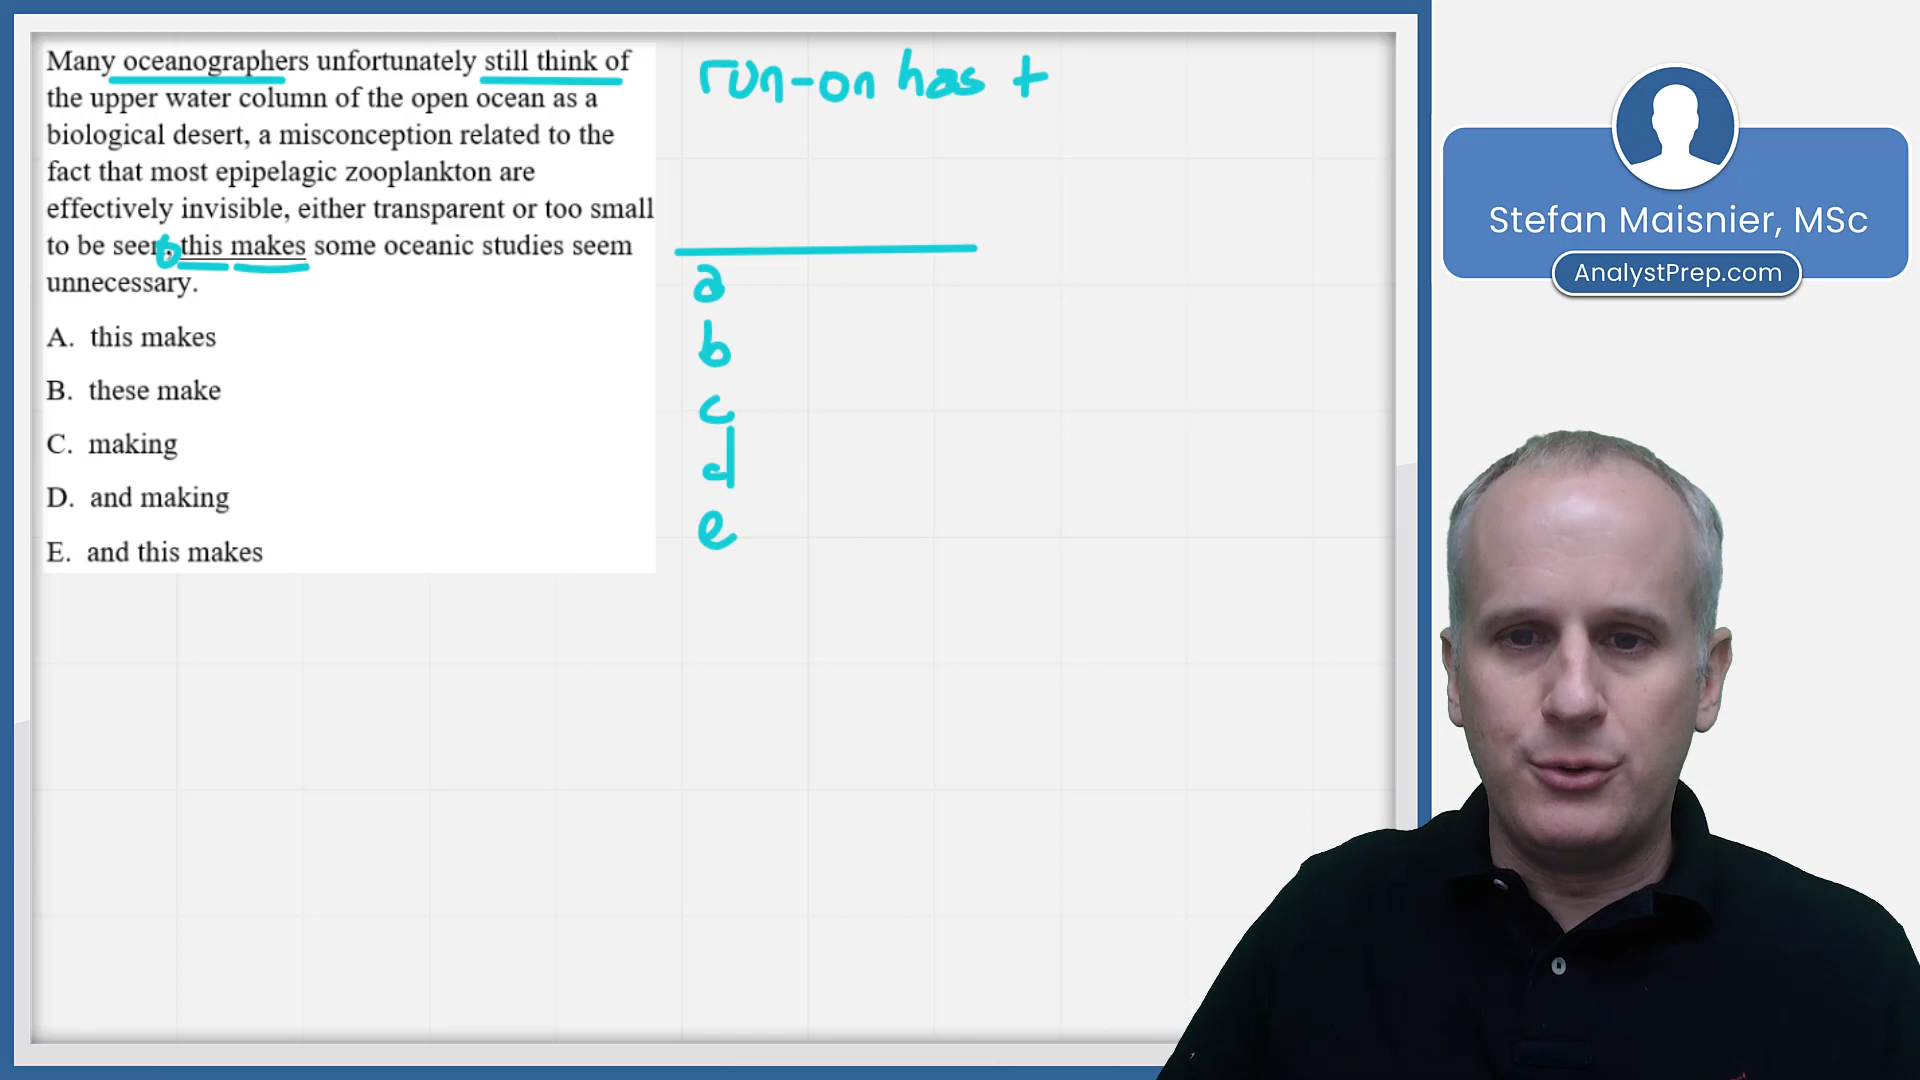 Many oceanographers unfortunately still think of
the upper water column of the open ocean as a
biological desert, a misconception related to the
fact that most epipelagic zooplankton are
effectively invisible, either transparent or too small
to be seen, this makes some oceanic studies seem
unnecessary.
A. this makes
B. these make
C. making
D. and making
E. and this makes
run-on has +
a
b
c
d
e
Stefan Maisnier, MSc
AnalystPrep.com